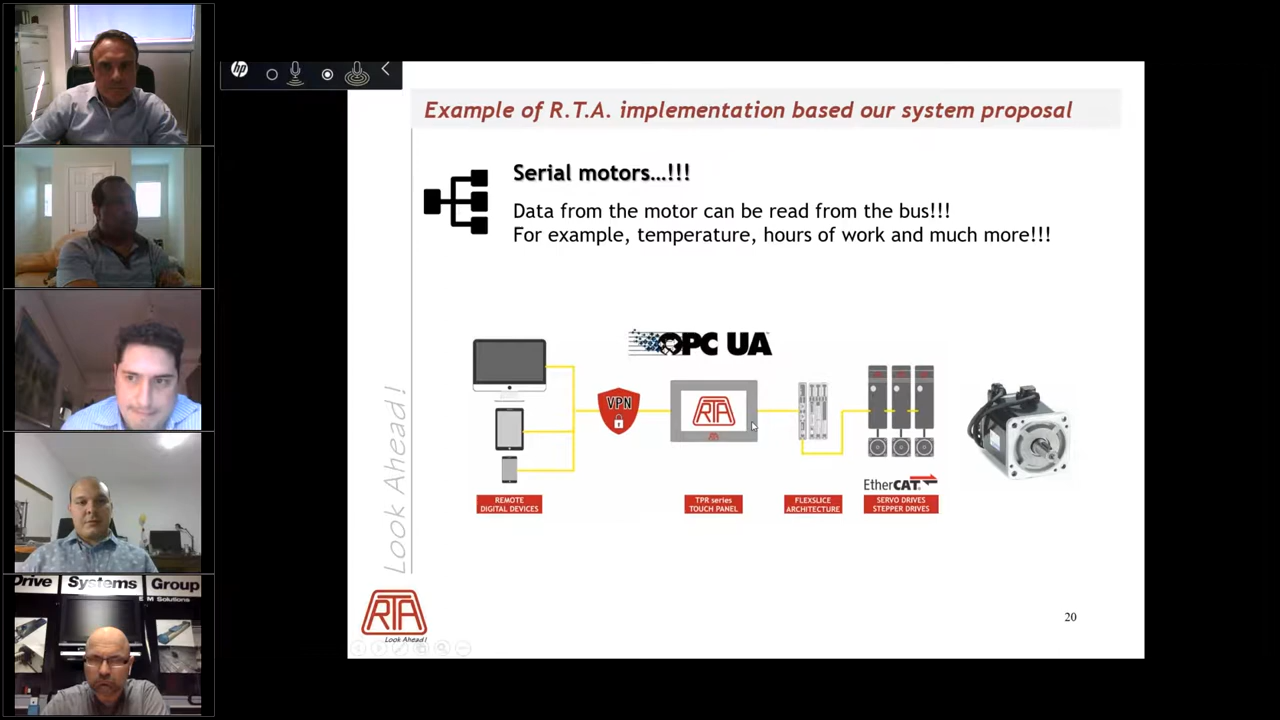 hp
Example of R.T.A. implementation based our system proposal
Serial motors...!!!
Data from the motor can be read from the bus!!!
For example, temperature, hours of work and much more!!!
OPC UA
VPN
RTA
EtherCAT
REMOTE
DIGITAL DEVICES
TPR series
TOUCH PANEL
FLEXSLICE
ARCHITECTURE
SERVO DRIVES
STEPPER DRIVES
Look Ahead!
RTA
Look Ahead!
20
Drive Systems Group
E M Solutions